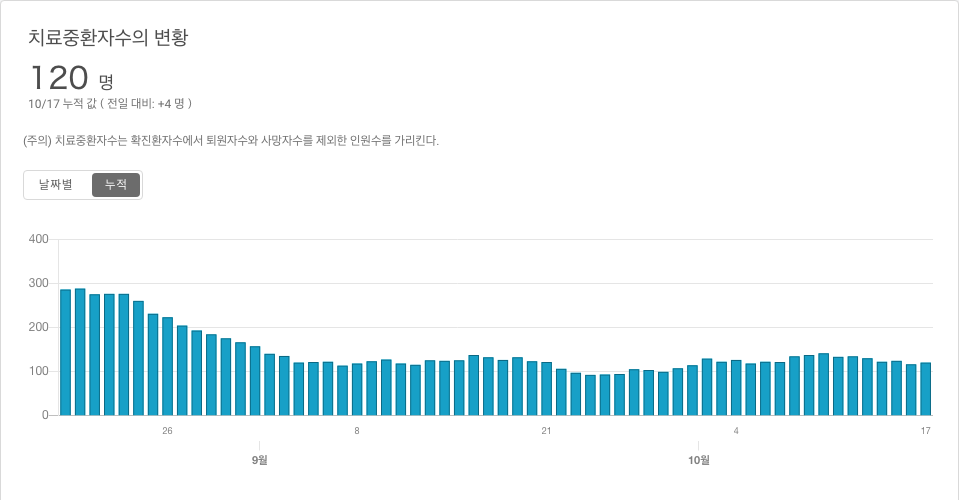 치료중환자수의 변황
120 명
10/17 누적 값 ( 전일 대비: +4 명 )
(주의) 치료중환자수는 확진환자수에서 퇴원자수와 사망자수를 제외한 인원수를 가리킨다.
날짜별 누적
400
300
200
100
0
26 8 21 4 17
9월 10월